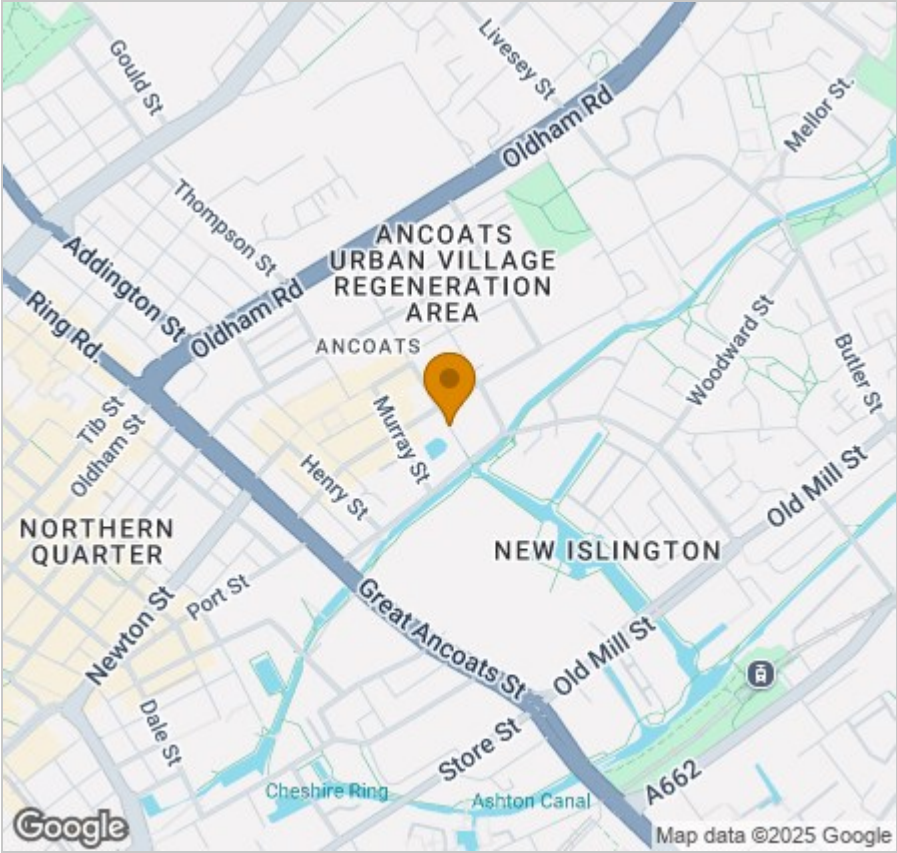 Gould St
Livesey St
Oldham Rd
Mellor St.
Thompson St
ANCOATS
URBAN VILLAGE
REGENERATION
AREA
Addington St
Oldham Rd
Ring Rd.
ANCOATS
Woodward St
Butler St
Tib St
Oldham St
Murray St
Henry St
Old Mill St
NORTHERN
QUARTER
NEW ISLINGTON
Port St
Newton St
Great Ancoats St
Old Mill St
Dale St
Store St
Cheshire Ring
Ashton Canal
A662
Google
Map data ©2025 Google